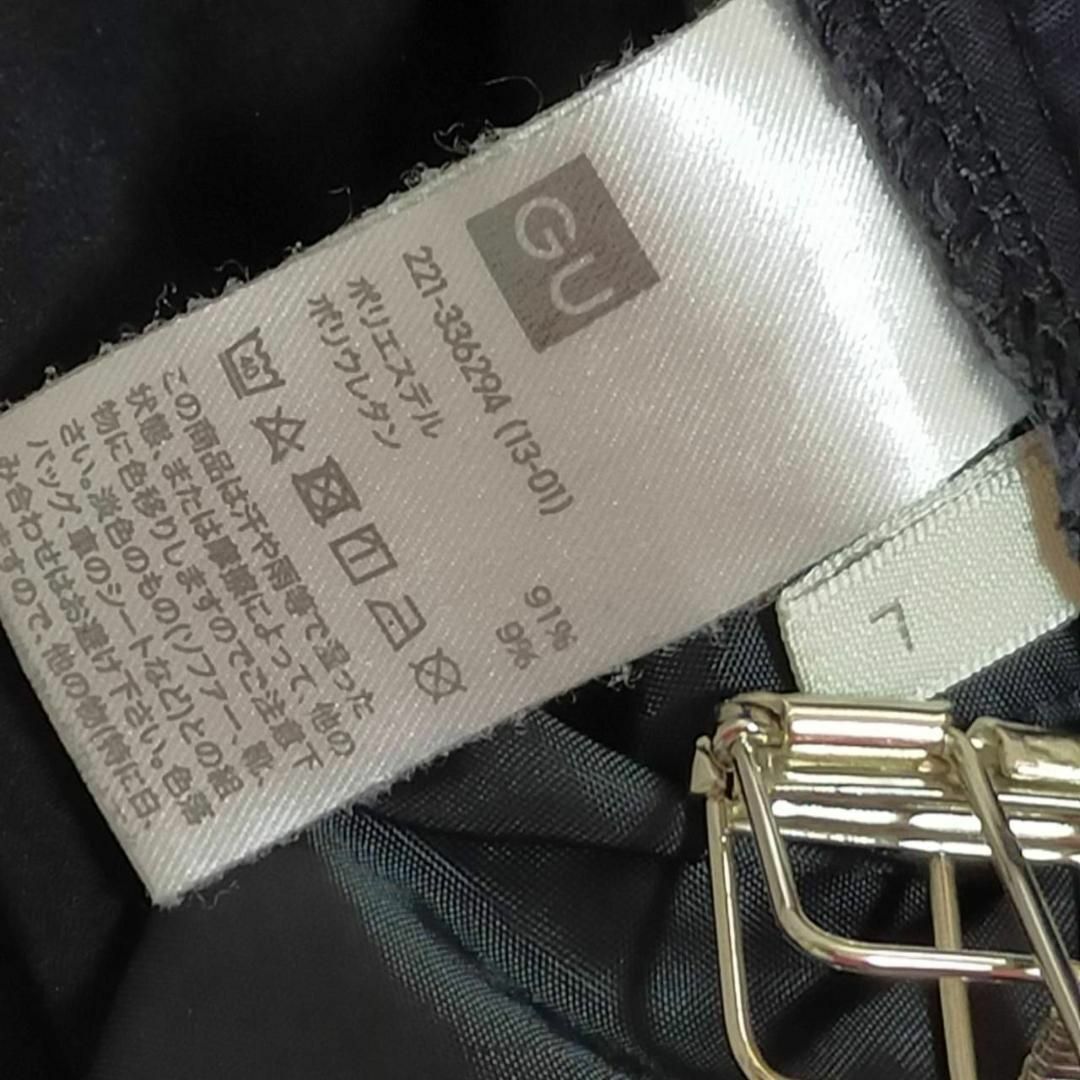 GU
221-336294 (13-01)
ポリエステル 91%
ポリウレタン 9%
40
この商品は汗や雨等で湿った
状態、または摩擦によって、他の
物に色移りしますのでご注意下
さい。淡色のもの(ソファー、靴、
バッグ、車のシートなど)との組
み合わせはお避け下さい。色落
ますので、他の物(特に白、
7